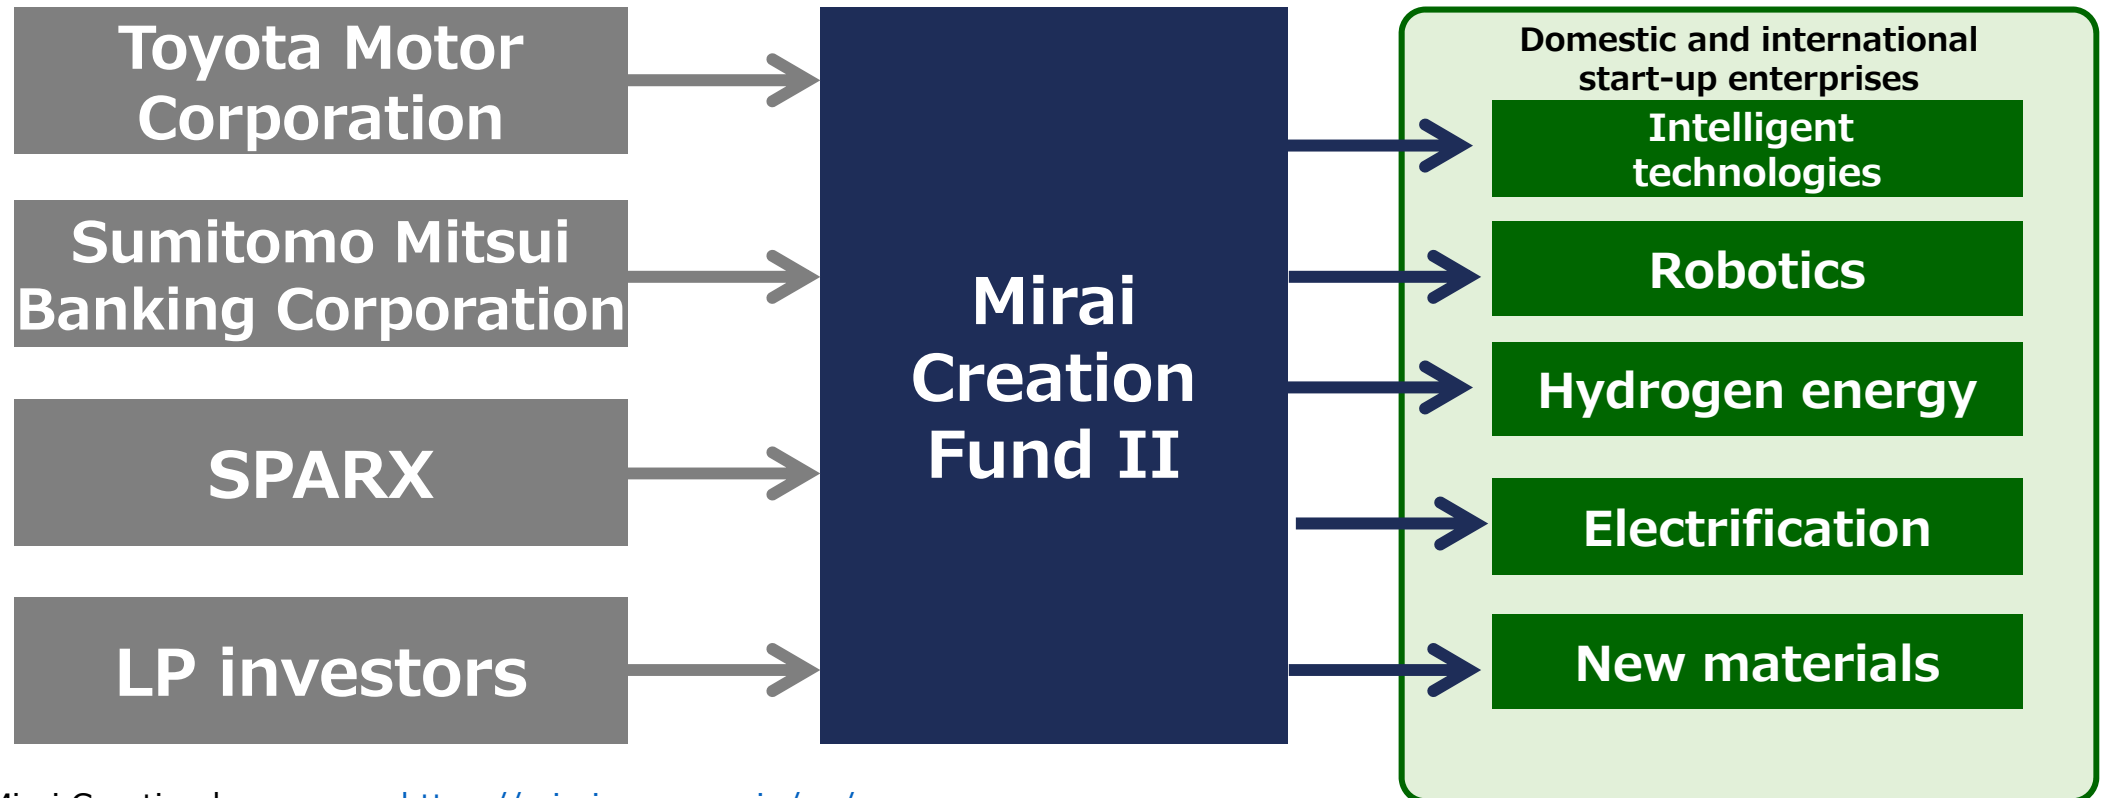 Toyota Motor
Corporation
Sumitomo Mitsui
Banking Corporation
SPARX
LP investors
Mirai
Creation
Fund II
Domestic and international
start-up enterprises
Intelligent
technologies
Robotics
Hydrogen energy
Electrification
New materials